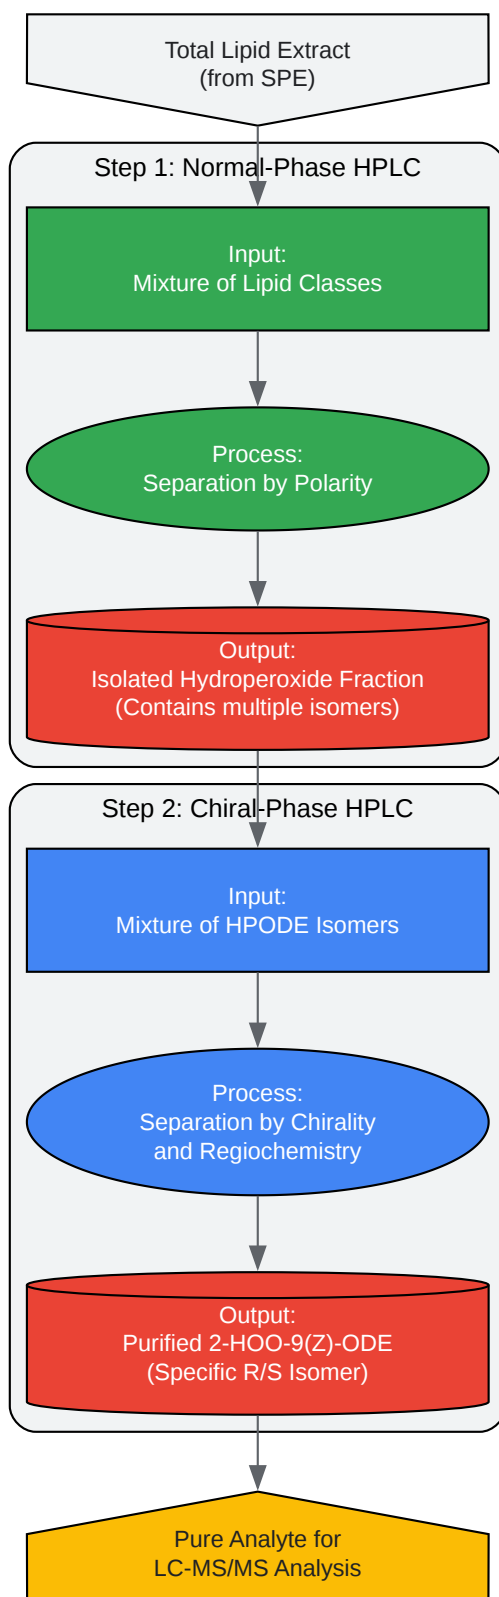 Total Lipid Extract
(from SPE)
Step 1: Normal-Phase HPLC
Input:
Mixture of Lipid Classes
Process:
Separation by Polarity
Output:
Isolated Hydroperoxide Fraction
(Contains multiple isomers)
Step 2: Chiral-Phase HPLC
Input:
Mixture of HPODE Isomers
Process:
Separation by Chirality
and Regiochemistry
Output:
Purified 2-HOO-9(Z)-ODE
(Specific R/S Isomer)
Pure Analyte for
LC-MS/MS Analysis